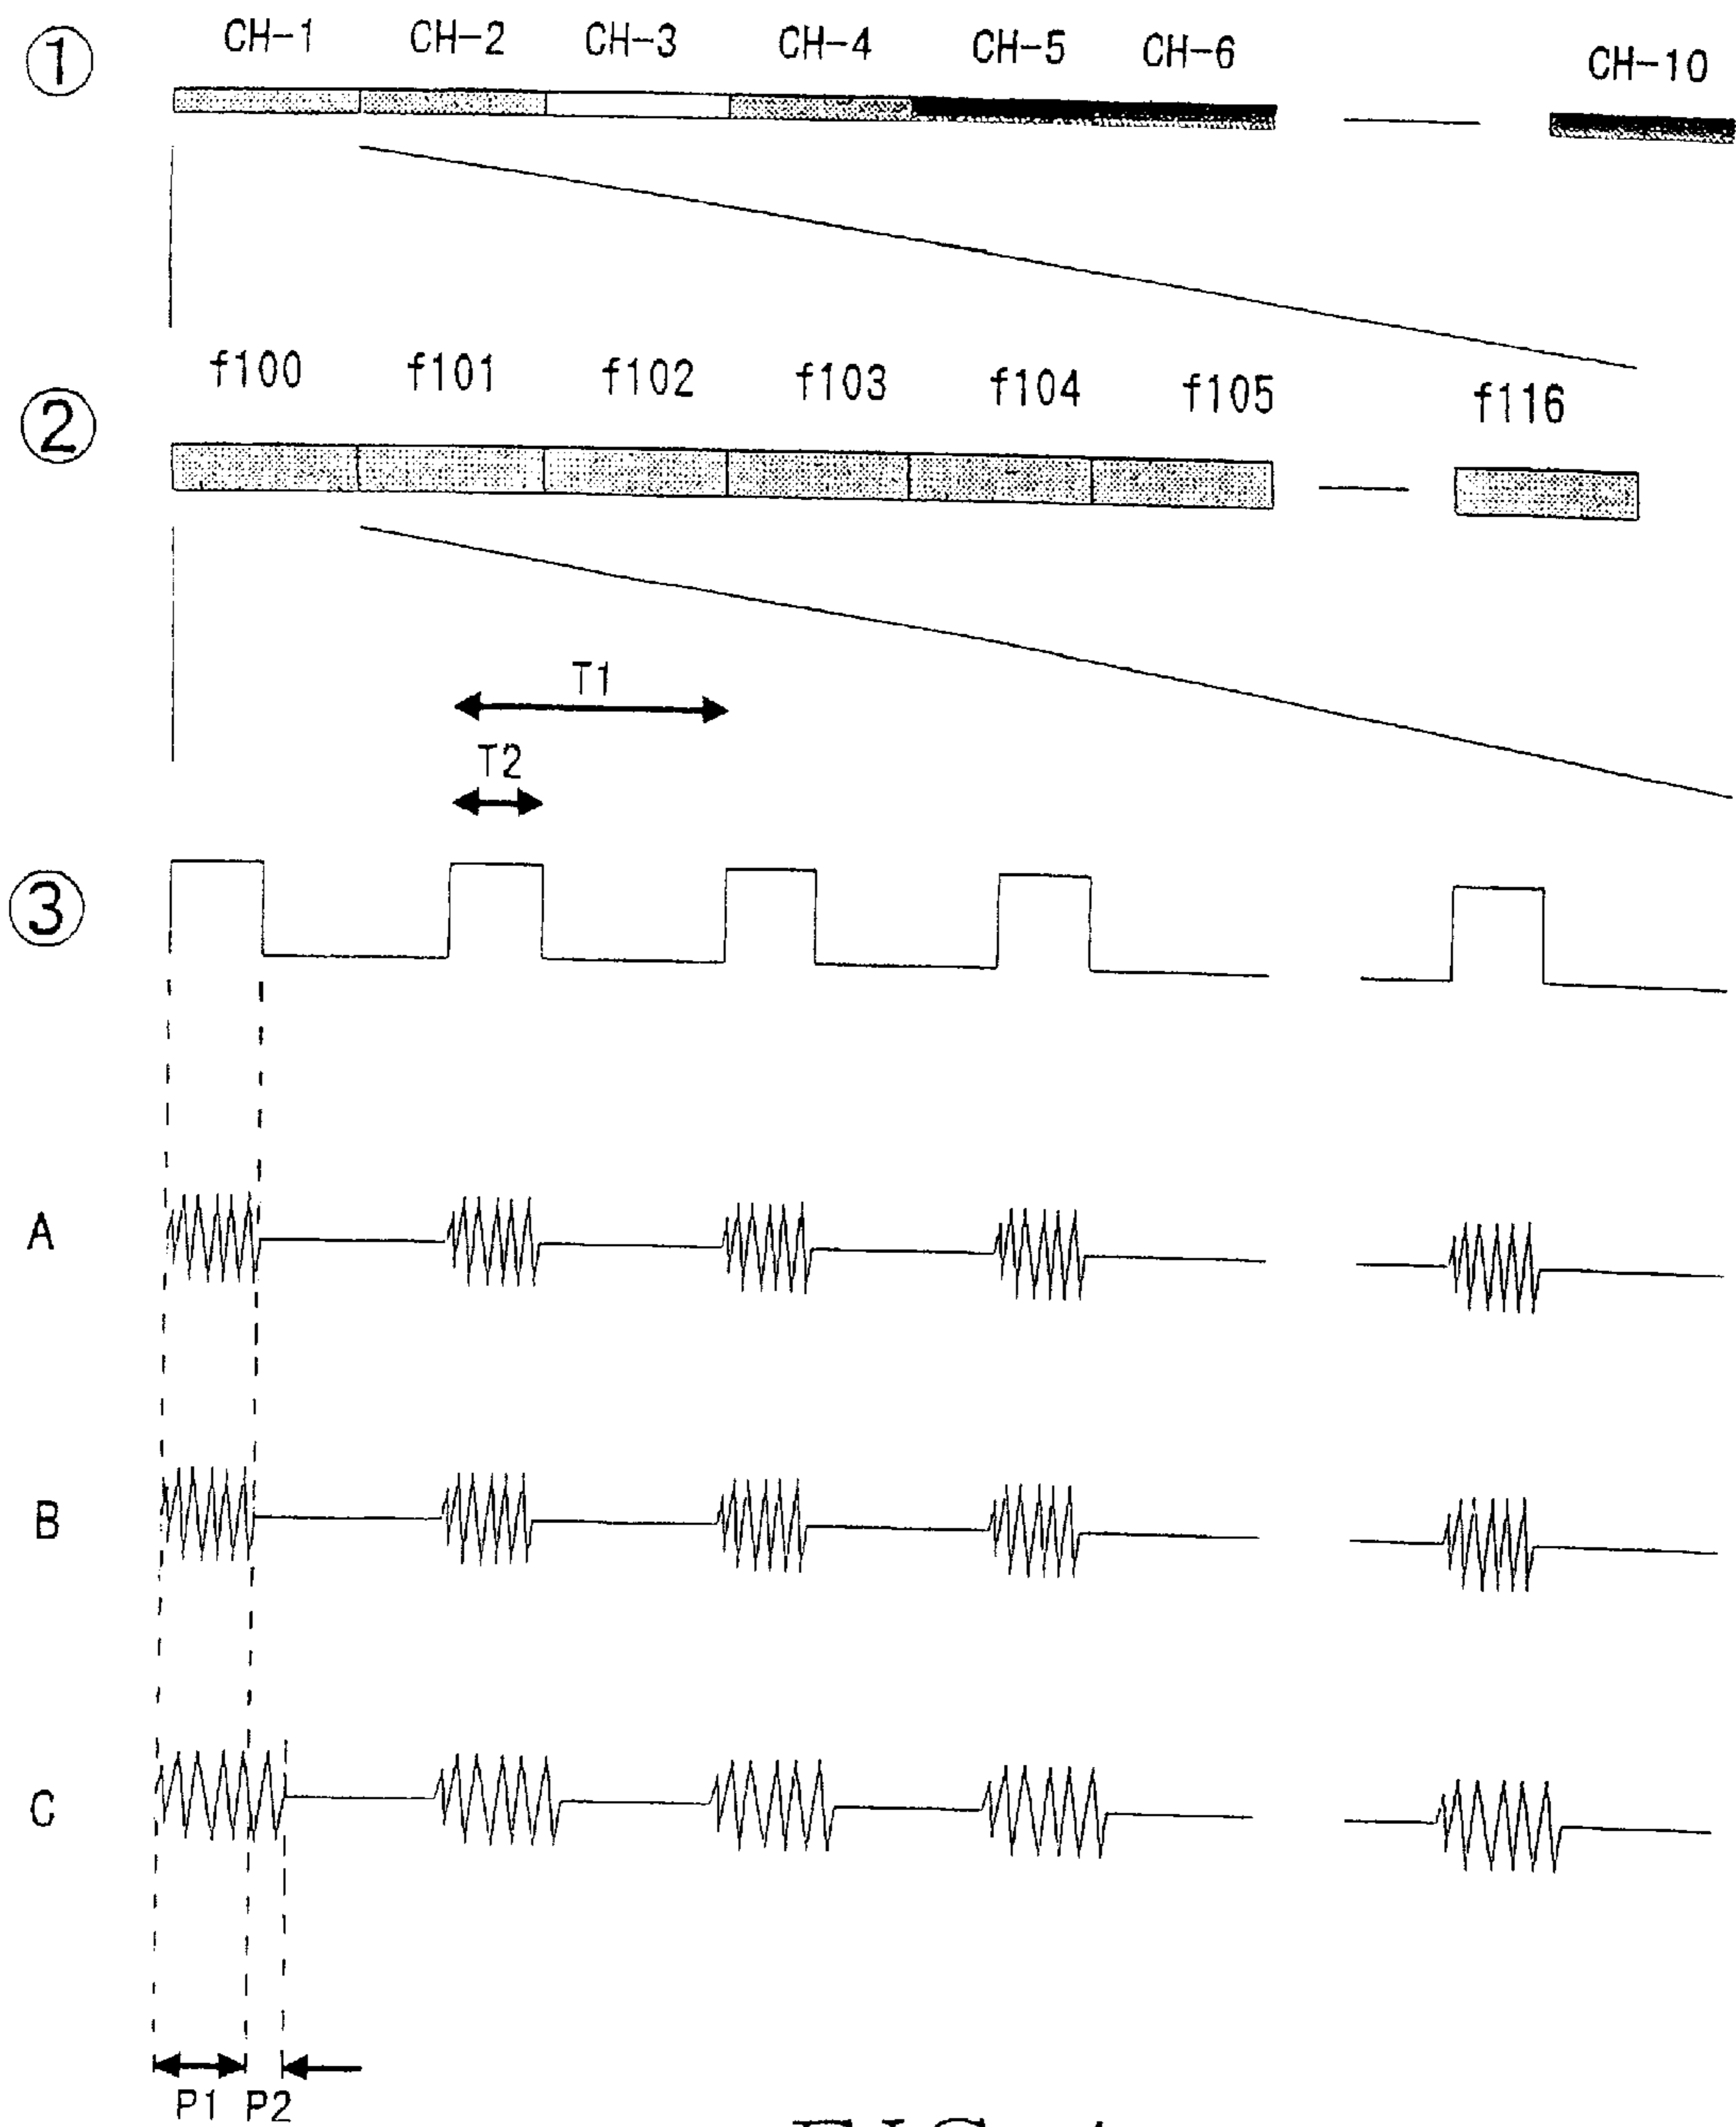 ① CH-1 CH-2 CH-3 CH-4 CH-5 CH-6 CH-10
② f100 f101 f102 f103 f104 f105 f116
T1
T2
③
A
B
C
P1 P2